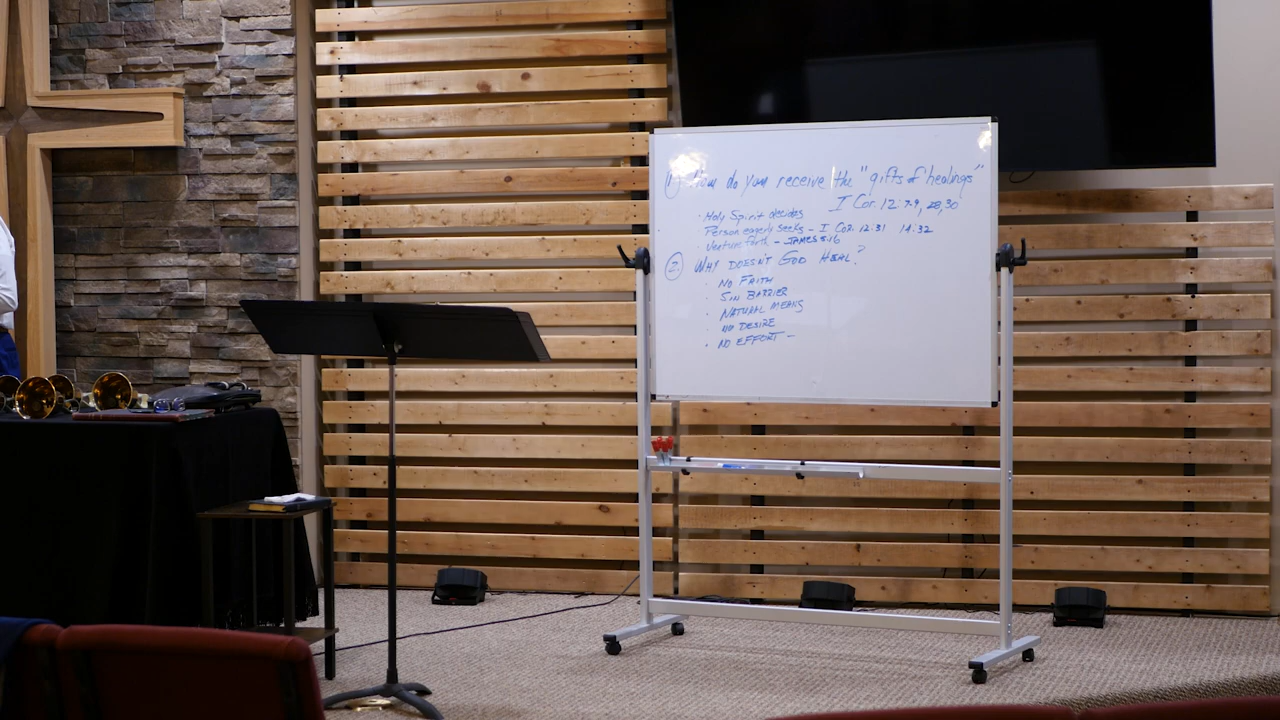 1) How do you receive the "gifts of healings"
I Cor. 12:7-9, 28,30
· Holy Spirit decides
· Person eagerly seeks - I COR. 12:31 14:32
· Venture forth - JAMES 5:16
2. WHY DOESN'T GOD HEAL?
· NO FAITH
· SIN BARRIER
· NATURAL MEANS
· NO DESIRE
· NO EFFORT -